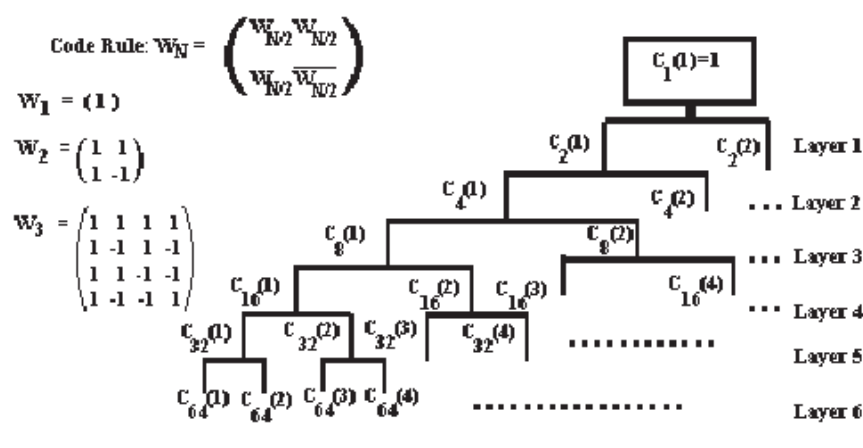 Code Rule: W_N = ( W_N/2 W_N/2
W_N/2 W_N/2 )
C_1(1)=1
W_1 = (1)
W_2 = ( 1 1
1 -1 )
C_2(1) C_2(2) Layer 1
C_4(1) C_4(2) ... Layer 2
W_3 = ( 1 1 1 1
1 -1 1 -1
1 1 -1 -1
1 -1 -1 1 )
C_8(1) C_8(2) ... Layer 3
C_16(1) C_16(2) C_16(3) C_16(4) ... Layer 4
C_32(1) C_32(2) C_32(3) C_32(4) Layer 5
C_64(1) C_64(2) C_64(3) C_64(4) Layer 6